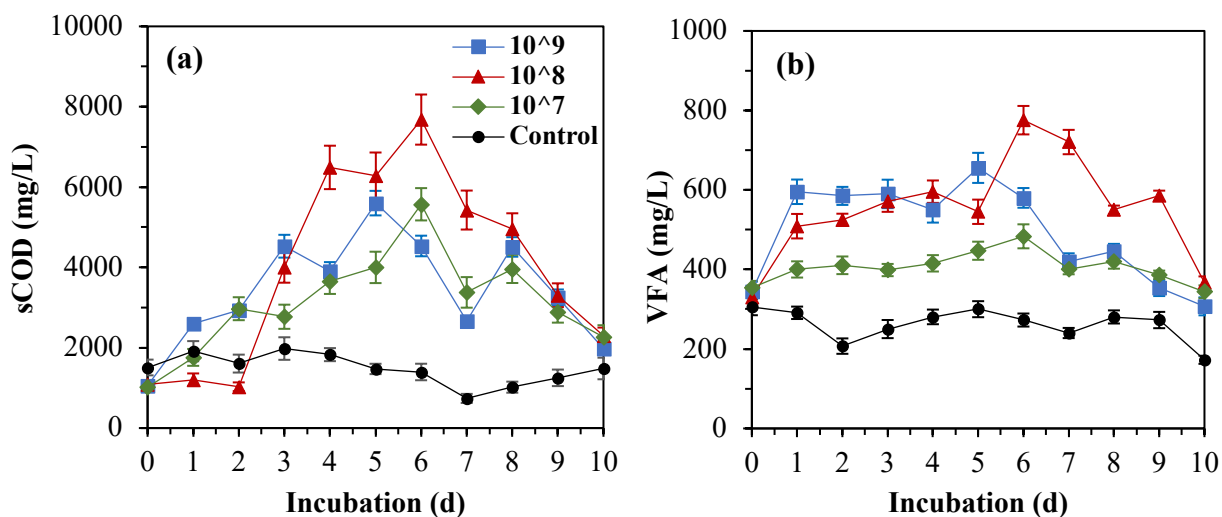 (a)
10000
8000
6000
4000
2000
0
sCOD (mg/L)
10^9
10^8
10^7
Control
0 1 2 3 4 5 6 7 8 9 10
Incubation (d)
(b)
1000
800
600
400
200
0
VFA (mg/L)
0 1 2 3 4 5 6 7 8 9 10
Incubation (d)